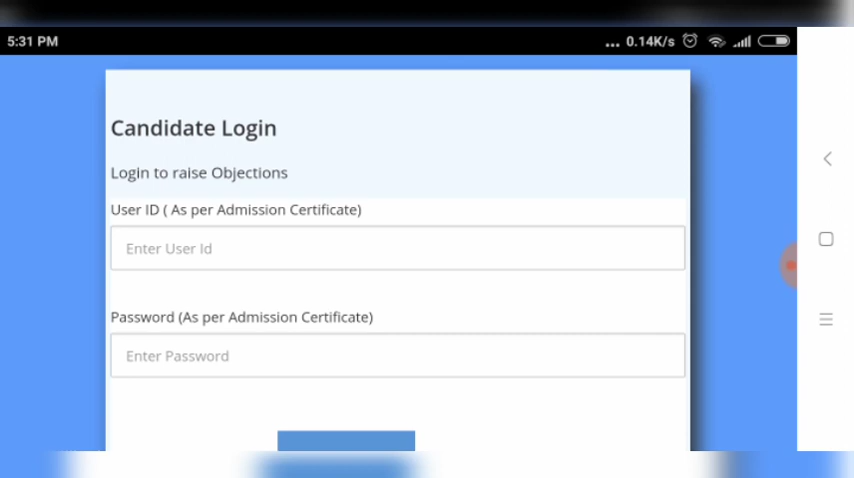 5:31 PM
... 0.14K/s
Candidate Login
Login to raise Objections
User ID ( As per Admission Certificate)
Enter User Id
Password (As per Admission Certificate)
Enter Password